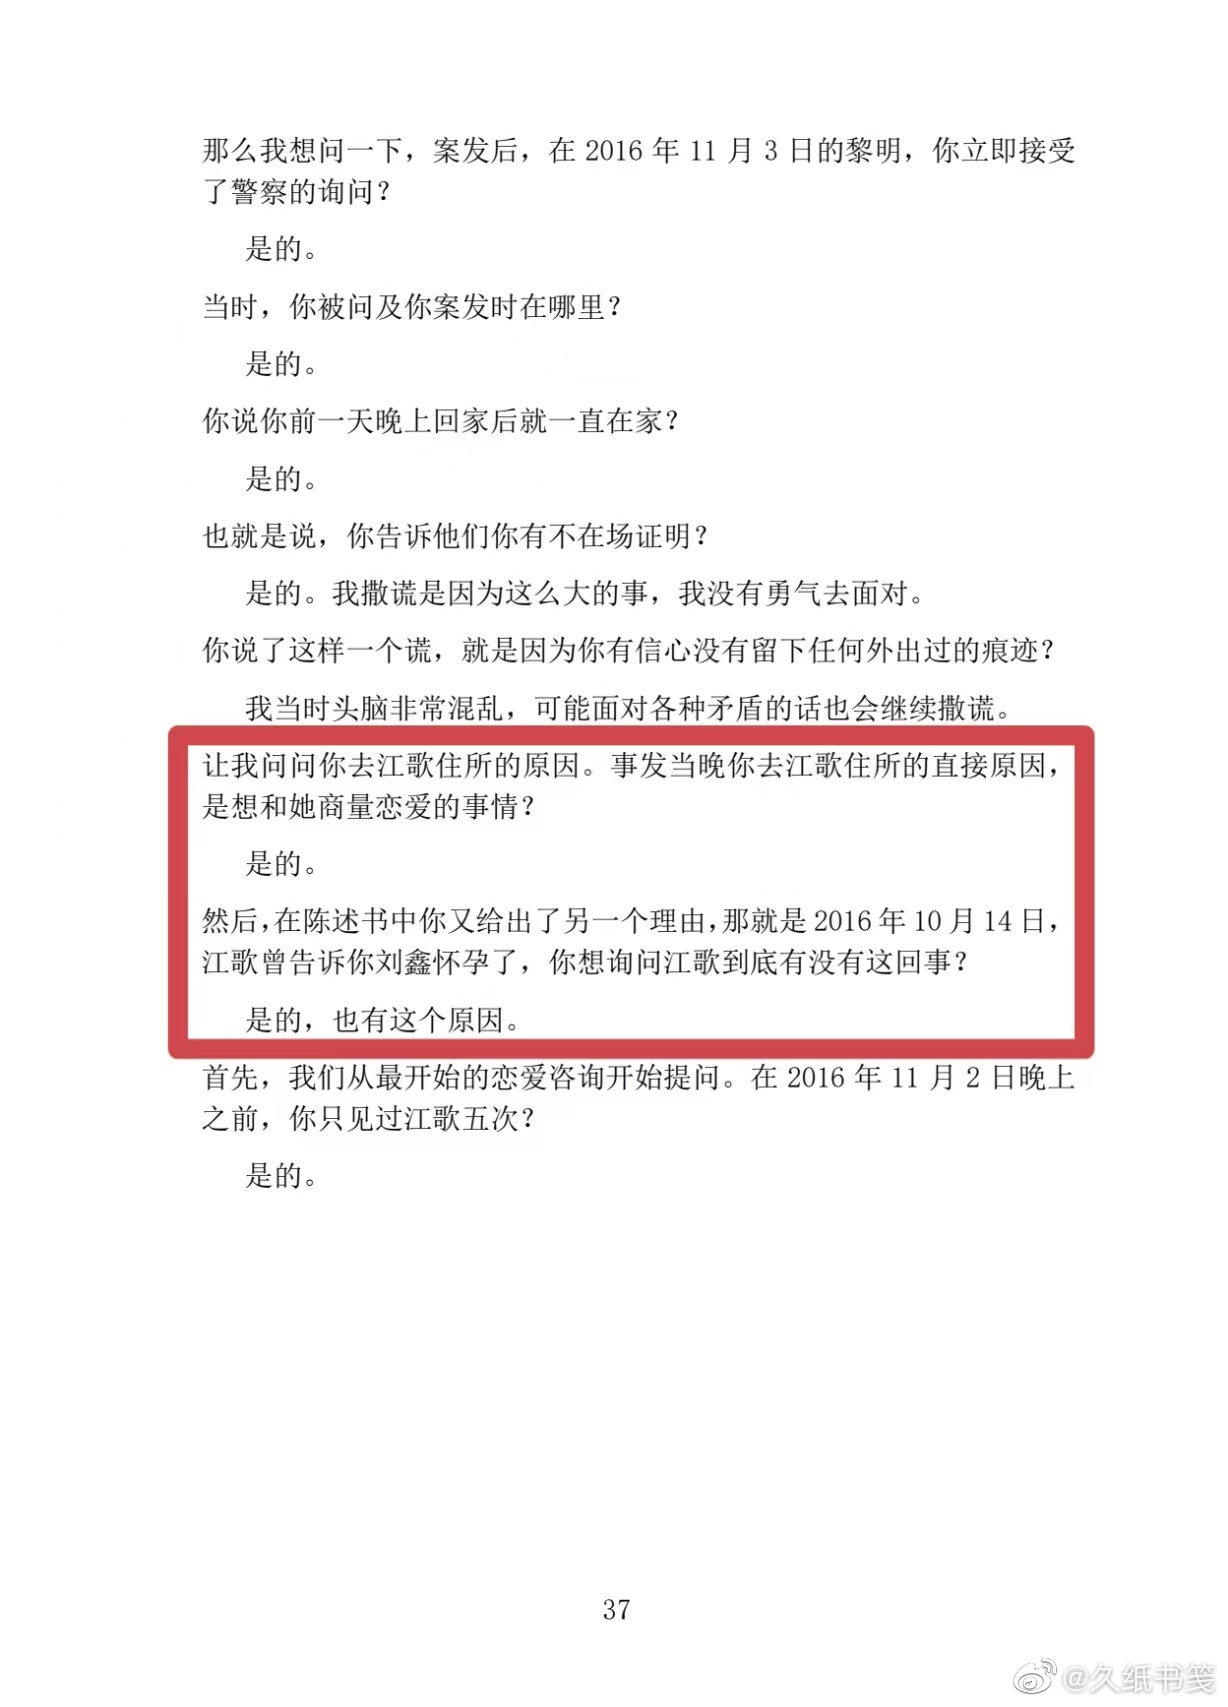 那么我想问一下，案发后，在 2016 年 11 月 3 日的黎明，你立即接受
了警察的询问？
是的。
当时，你被问及你案发时在哪里？
是的。
你说你前一天晚上回家后就一直在家？
是的。
也就是说，你告诉他们你有不在场证明？
是的。我撒谎是因为这么大的事，我没有勇气去面对。
你说了这样一个谎，就是因为你有信心没有留下任何外出过的痕迹？
我当时头脑非常混乱，可能面对各种矛盾的话也会继续撒谎。
让我问问你去江歌住所的原因。事发当晚你去江歌住所的直接原因，
是想和她商量恋爱的事情？
是的。
然后，在陈述书中你又给出了另一个理由，那就是 2016 年 10 月 14 日，
江歌曾告诉你刘鑫怀孕了，你想询问江歌到底有没有这回事？
是的，也有这个原因。
首先，我们从最开始的恋爱咨询开始提问。在 2016 年 11 月 2 日晚上
之前，你只见过江歌五次？
是的。
37
@久纸书笺